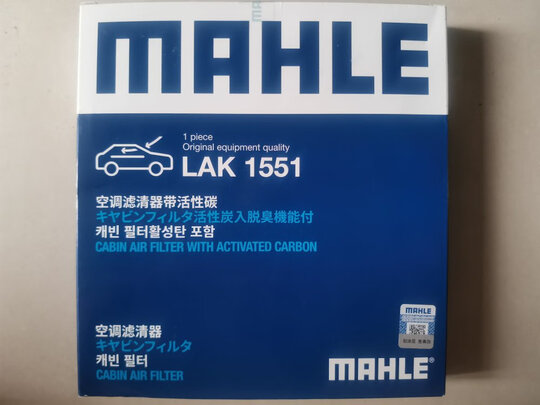 MAHLE
1 piece
Original equipment quality
LAK 1551
空调滤清器带活性碳
キヤビンフィルタ活性炭入脱臭機能付
캐빈 필터활성탄 포함
CABIN AIR FILTER WITH ACTIVATED CARBON
空调滤清器
キヤビンフィルタ
캐빈 필터
CABIN AIR FILTER
MAHLE
MAHLE®